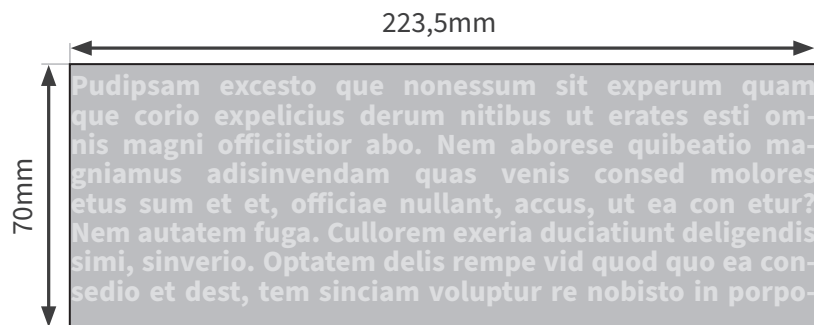 223,5mm
70mm
Pudipsam excesto que nonessum sit experum quam
que corio expelicius derum nitibus ut erates esti om-
nis magni officiistior abo. Nem aborese quibeatio ma-
gniamus adisinvendam quas venis consed molores
etus sum et et, officiae nullant, accus, ut ea con etur?
Nem autatem fuga. Cullorem exeria duciatiunt deligendis
simi, sinverio. Optatem delis rempe vid quod quo ea con-
sedio et dest, tem sinciam voluptur re nobisto in porpo-